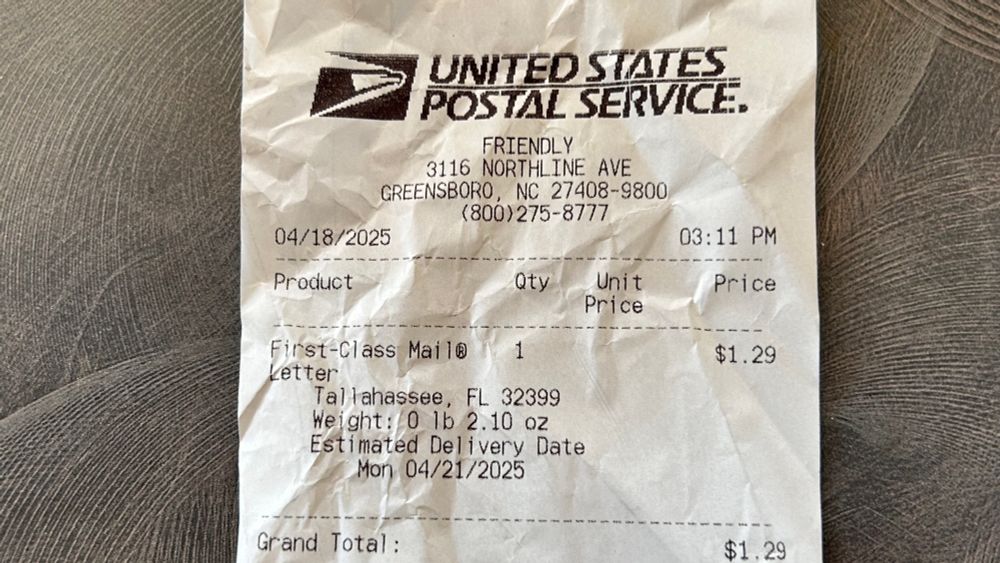 UNITED STATES
POSTAL SERVICE.
FRIENDLY
3116 NORTHLINE AVE
GREENSBORO, NC 27408-9800
(800)275-8777
04/18/2025 03:11 PM
Product Qty Unit Price
Price
First-Class Mail® 1 $1.29
Letter
Tallahassee, FL 32399
Weight: 0 lb 2.10 oz
Estimated Delivery Date
Mon 04/21/2025
Grand Total: $1.29